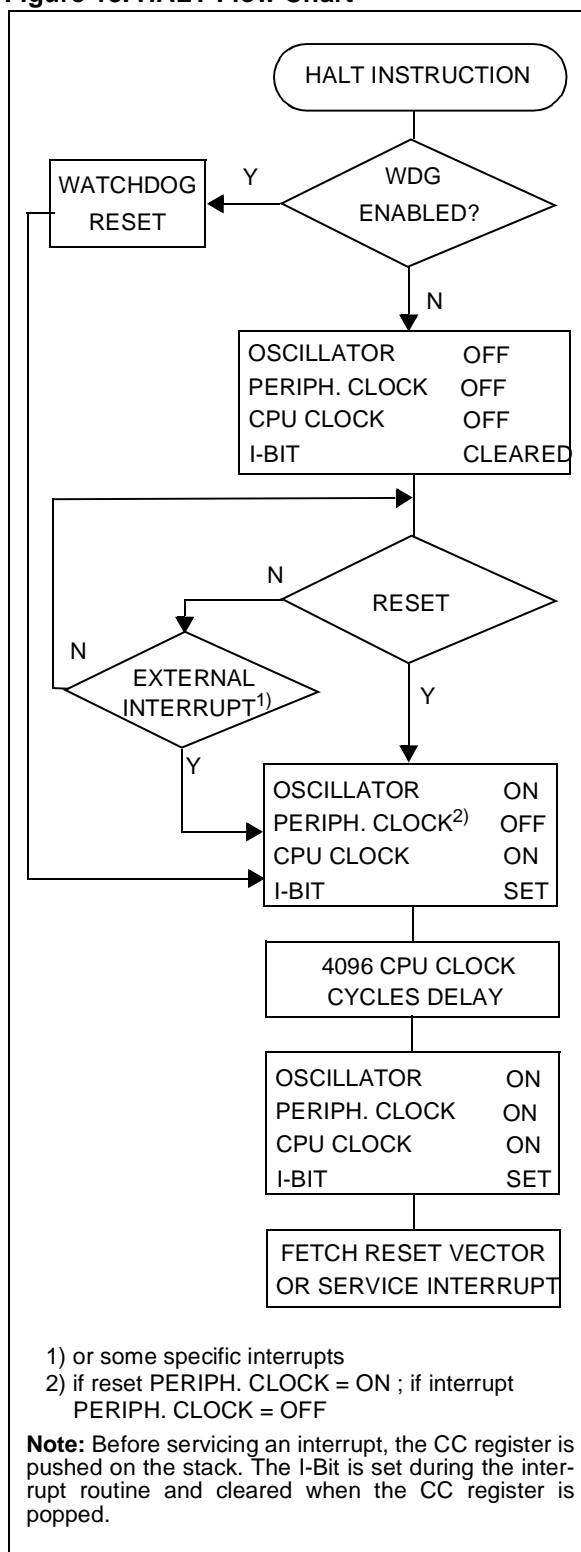 HALT INSTRUCTION
WDG
ENABLED?
Y
WATCHDOG
RESET
N
OSCILLATOR OFF
PERIPH. CLOCK OFF
CPU CLOCK OFF
I-BIT CLEARED
RESET
N
EXTERNAL
INTERRUPT1)
N
Y
Y
OSCILLATOR ON
PERIPH. CLOCK2) OFF
CPU CLOCK ON
I-BIT SET
4096 CPU CLOCK
CYCLES DELAY
OSCILLATOR ON
PERIPH. CLOCK ON
CPU CLOCK ON
I-BIT SET
FETCH RESET VECTOR
OR SERVICE INTERRUPT
1) or some specific interrupts
2) if reset PERIPH. CLOCK = ON ; if interrupt
PERIPH. CLOCK = OFF
Note: Before servicing an interrupt, the CC register is
pushed on the stack. The I-Bit is set during the inter-
rupt routine and cleared when the CC register is
popped.